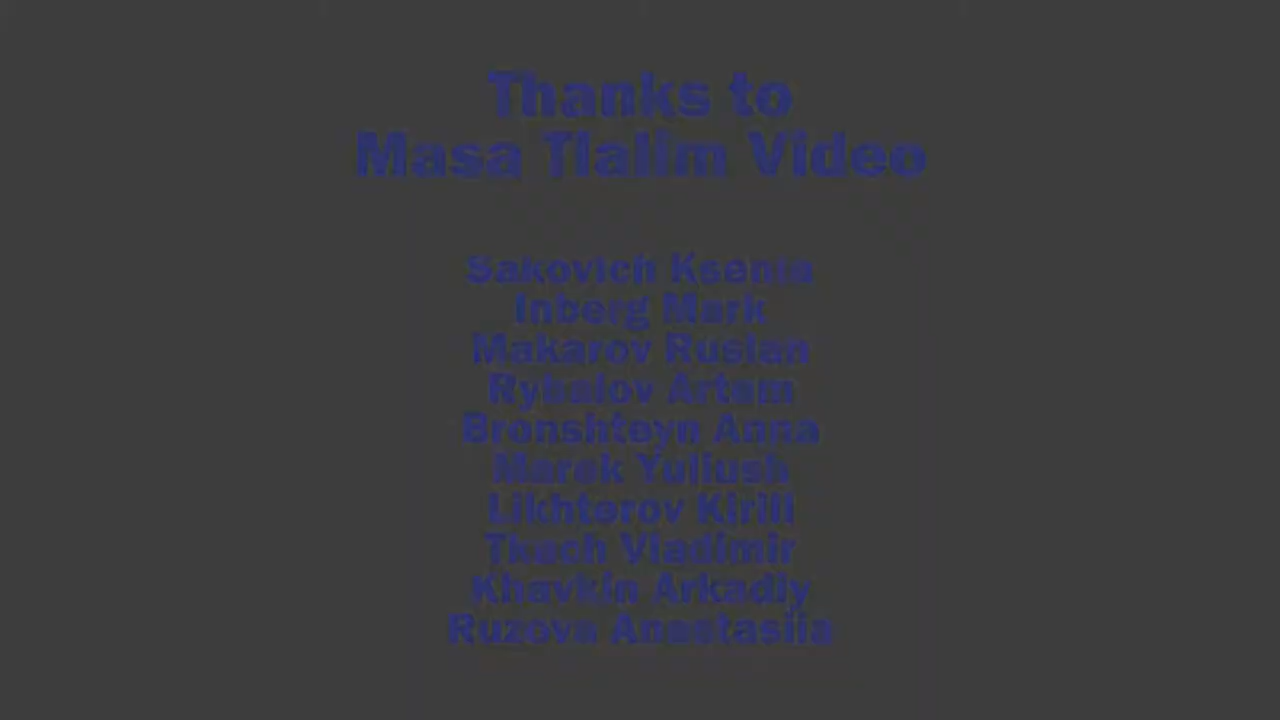 Thanks to
Masa Tlalim Video
Sakovich Ksenia
Inberg Mark
Makarov Ruslan
Rybalov Artem
Bronshteyn Anna
Marek Yuliush
Likhterov Kirill
Tkach Vladimir
Khavkin Arkadiy
Ruzova Anastasiia